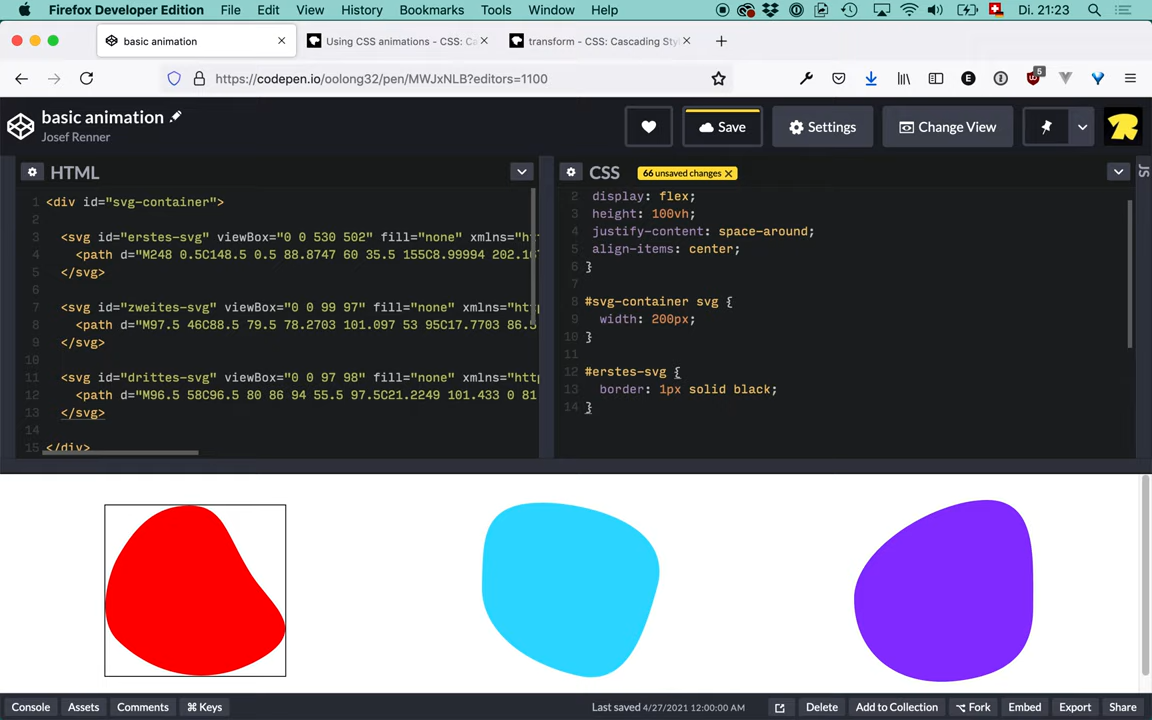 Firefox Developer Edition File Edit View History Bookmarks Tools Window Help Di. 21:23
basic animation
Using CSS animations - CSS: Ca
transform - CSS: Cascading Sty
https://codepen.io/oolong32/pen/MWJxNLB?editors=1100
5
basic animation
Josef Renner
Save
Settings
Change View
HTML
1 <div id="svg-container">
2
3 <svg id="erstes-svg" viewBox="0 0 530 502" fill="none" xmlns="ht
4 <path d="M248 0.5C148.5 0.5 88.8747 60 35.5 155C8.99994 202.16
5 </svg>
6
7 <svg id="zweites-svg" viewBox="0 0 99 97" fill="none" xmlns="http
8 <path d="M97.5 46C88.5 79.5 78.2703 101.097 53 95C17.7703 86.5
9 </svg>
10
11 <svg id="drittes-svg" viewBox="0 0 97 98" fill="none" xmlns="http
12 <path d="M96.5 58C96.5 80 86 94 55.5 97.5C21.2249 101.433 0 81
13 </svg>
14
15 </div>
CSS
66 unsaved changes
JS
2 display: flex;
3 height: 100vh;
4 justify-content: space-around;
5 align-items: center;
6 }
7
8 #svg-container svg {
9 width: 200px;
10 }
11
12 #erstes-svg {
13 border: 1px solid black;
14 }
Console Assets Comments ⌘ Keys
Last saved 4/27/2021 12:00:00 AM
Delete Add to Collection ⌥ Fork Embed Export Share